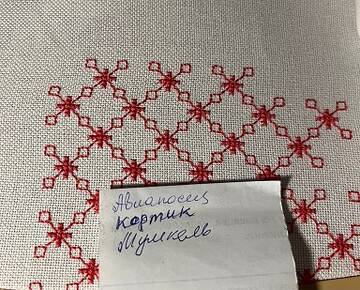 Авианосец
кортик
Мушкель